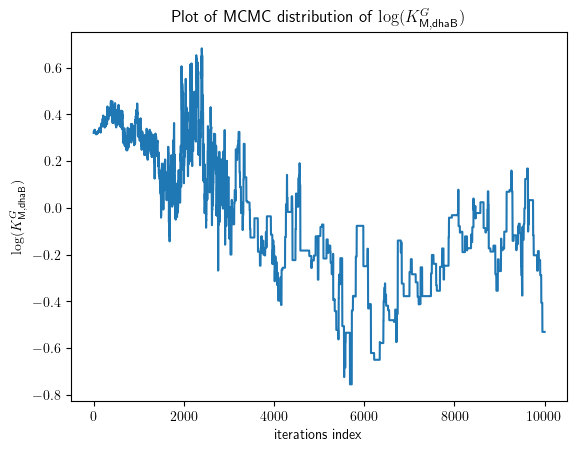 Plot of MCMC distribution of log(K^G_M,dhaB)
0.6
0.4
0.2
0.0
−0.2
−0.4
−0.6
−0.8
log(K^G_M,dhaB)
0 2000 4000 6000 8000 10000
iterations index